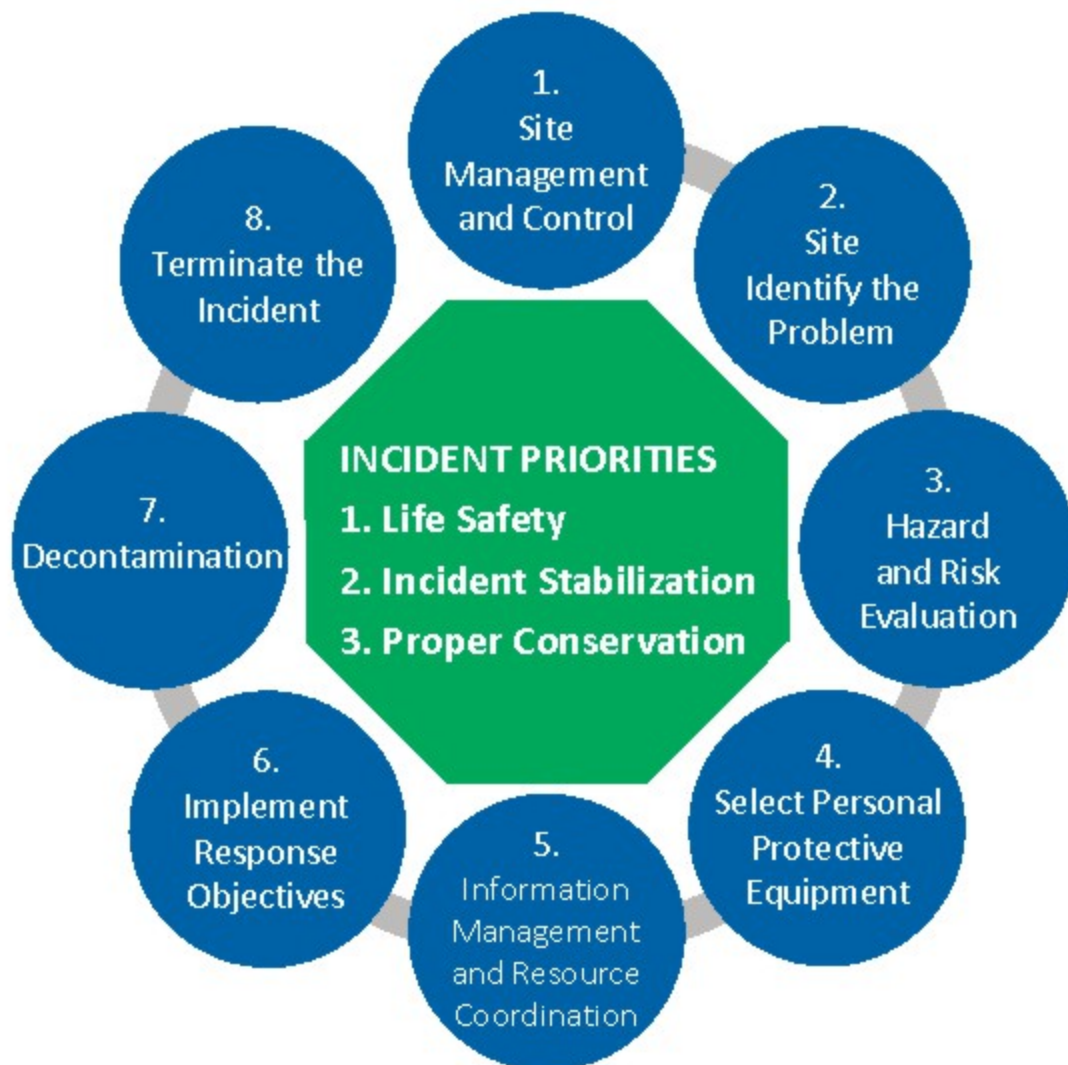 1.
Site
Management
and Control
2.
Site
Identify the
Problem
3.
Hazard
and Risk
Evaluation
4.
Select Personal
Protective
Equipment
5.
Information
Management
and Resource
Coordination
6.
Implement
Response
Objectives
7.
Decontamination
8.
Terminate the
Incident
INCIDENT PRIORITIES
1. Life Safety
2. Incident Stabilization
3. Proper Conservation